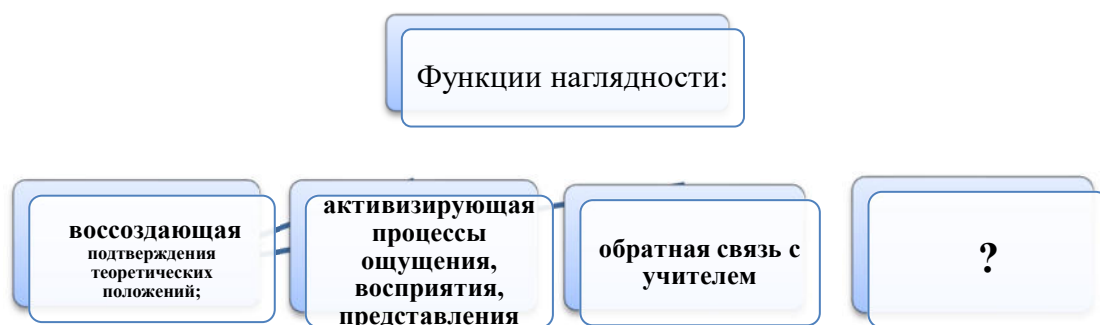 Функции наглядности:
воссоздающая
подтверждения
теоретических
положений;
активизирующая
процессы
ощущения,
восприятия,
представления
обратная связь с
учителем
?